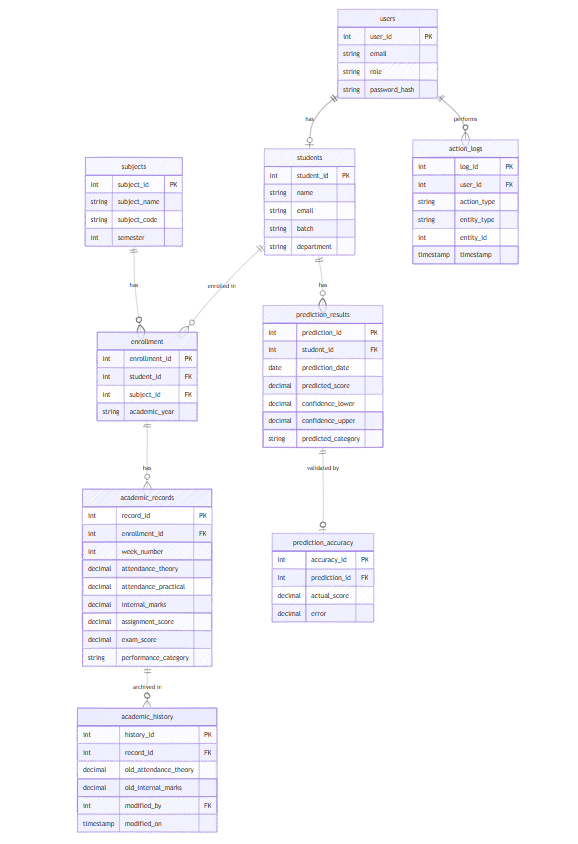 users
int user_id PK
string email
string role
string password_hash
has
performs
subjects
int subject_id PK
string subject_name
string subject_code
int semester
students
int student_id PK
string name
string email
string batch
string department
action_logs
int log_id PK
int user_id FK
string action_type
string entity_type
int entity_id
timestamp timestamp
has
enrolled in
has
enrollment
int enrollment_id PK
int student_id FK
int subject_id FK
string academic_year
prediction_results
int prediction_id PK
int student_id FK
date prediction_date
decimal predicted_score
decimal confidence_lower
decimal confidence_upper
string predicted_category
has
validated by
academic_records
int record_id PK
int enrollment_id FK
int week_number
decimal attendance_theory
decimal attendance_practical
decimal internal_marks
decimal assignment_score
decimal exam_score
string performance_category
prediction_accuracy
int accuracy_id PK
int prediction_id FK
decimal actual_score
decimal error
archived in
academic_history
int history_id PK
int record_id FK
decimal old_attendance_theory
decimal old_internal_marks
int modified_by FK
timestamp modified_on